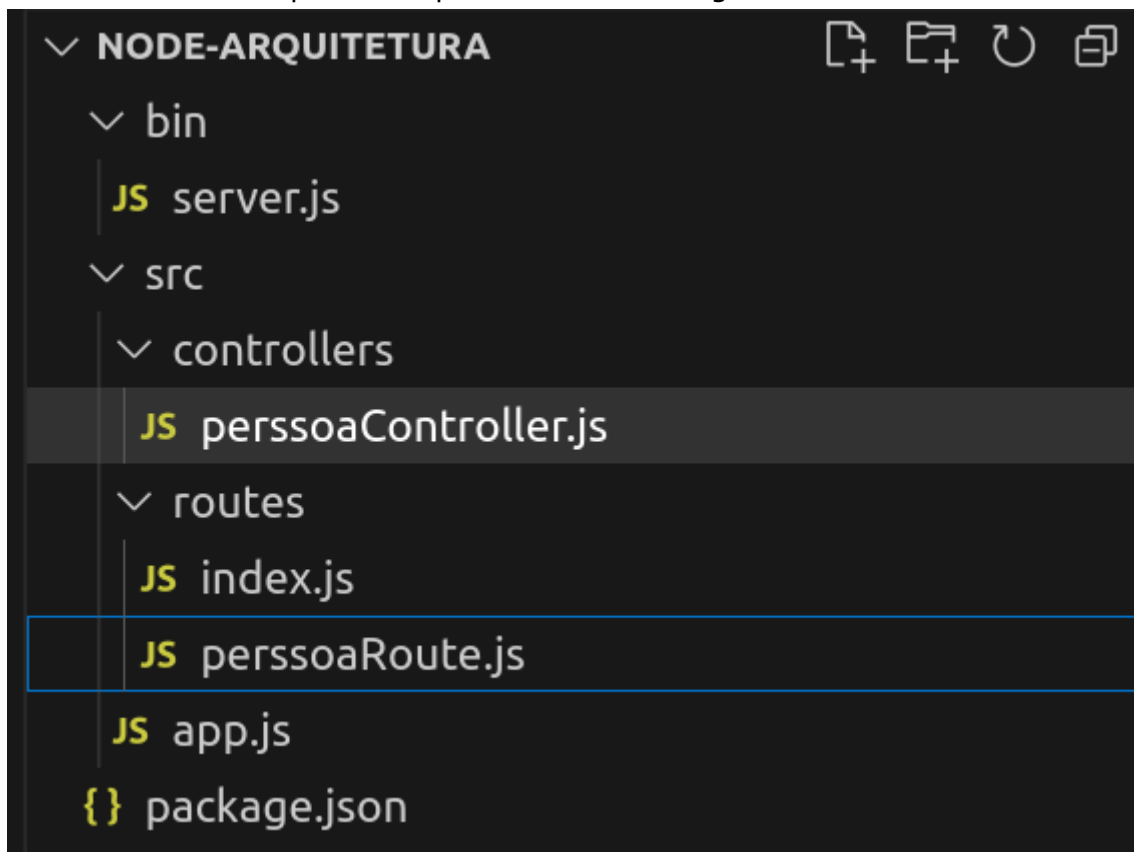 NODE-ARQUITETURA
bin
JS server.js
src
controllers
JS perssoaController.js
routes
JS index.js
JS perssoaRoute.js
JS app.js
{} package.json